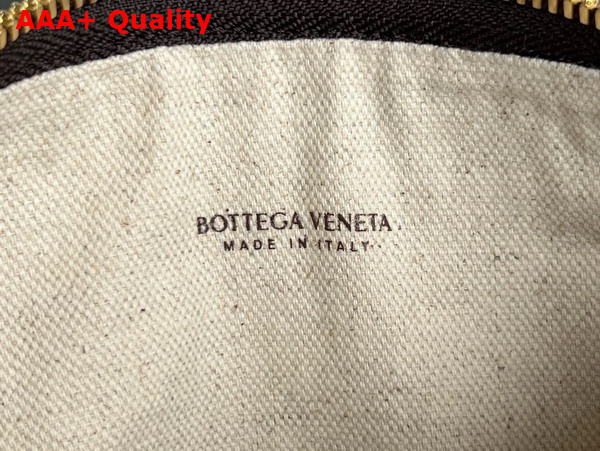 AAA+ Quality
BOTTEGA VENETA
MADE IN ITALY